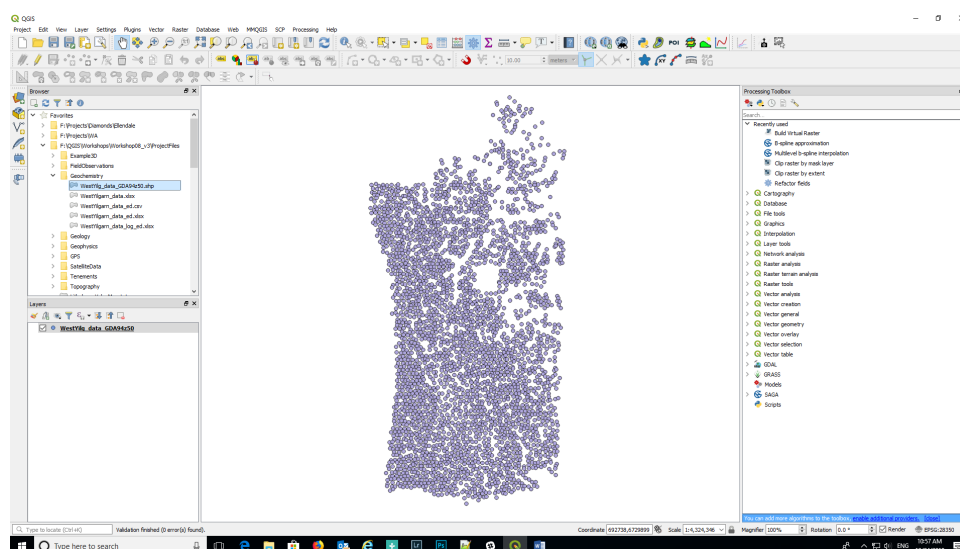 QGIS
Project Edit View Layer Settings Plugins Vector Raster Database Web MMQGIS SCP Processing Help
POI
10.00 meters
Browser
Favorites
F:\Projects\Diamonds\Ellendale
F:\Projects\WA
F:\QGIS\Workshops\Workshop08_v3\ProjectFiles
Example3D
FieldObservations
Geochemistry
WestYilg_data_GDA94z50.shp
WestYilgarn_data.xlsx
WestYilgarn_data_ed.csv
WestYilgarn_data_ed.xlsx
WestYilgarn_data_log_ed.xlsx
Geology
Geophysics
GPS
SatelliteData
Tenements
Topography
Layers
WestYilg_data_GDA94z50
Processing Toolbox
Search...
Recently used
Build Virtual Raster
B-spline approximation
Multilevel b-spline interpolation
Clip raster by mask layer
Clip raster by extent
Refactor fields
Cartography
Database
File tools
Graphics
Interpolation
Layer tools
Network analysis
Raster analysis
Raster terrain analysis
Raster tools
Vector analysis
Vector creation
Vector general
Vector geometry
Vector overlay
Vector selection
Vector table
GDAL
GRASS
Models
SAGA
Scripts
You can add more algorithms to the toolbox, enable additional providers. [close]
Type to locate (Ctrl+K) Validation finished (0 error(s) found). Coordinate 692738,6729899 Scale 1:4,324,346 Magnifier 100% Rotation 0.0 ° Render EPSG:28350
Type here to search ENG 10:57 AM